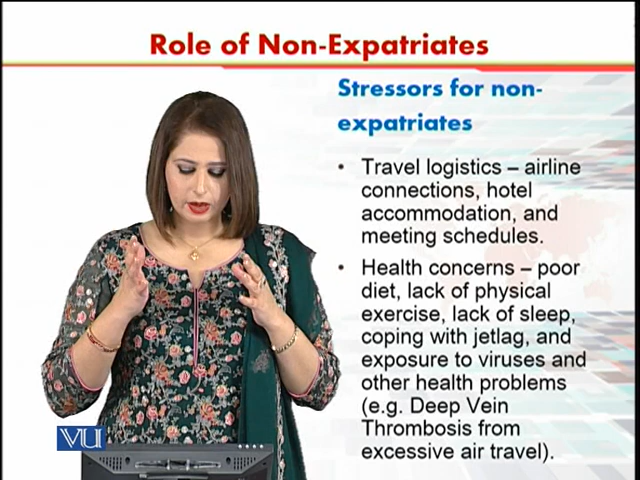 Role of Non-Expatriates
Stressors for non-
expatriates
• Travel logistics – airline
connections, hotel
accommodation, and
meeting schedules.
• Health concerns – poor
diet, lack of physical
exercise, lack of sleep,
coping with jetlag, and
exposure to viruses and
other health problems
(e.g. Deep Vein
Thrombosis from
excessive air travel).
VU